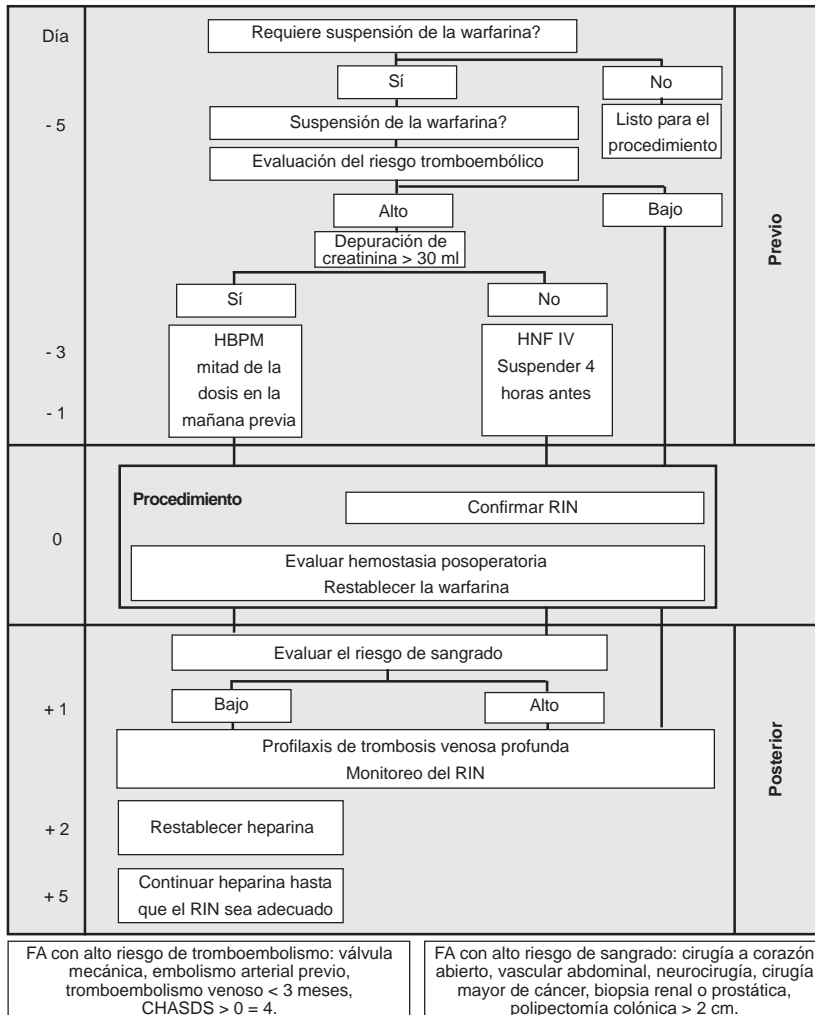 Día
Requiere suspensión de la warfarina?
Sí
No
- 5
Suspensión de la warfarina?
Listo para el
procedimiento
Evaluación del riesgo tromboembólico
Alto
Bajo
Depuración de
creatinina > 30 ml
Sí
No
Previo
- 3
- 1
HBPM
mitad de la
dosis en la
mañana previa
HNF IV
Suspender 4
horas antes
0
Procedimiento
Confirmar RIN
Evaluar hemostasia posoperatoria
Restablecer la warfarina
Evaluar el riesgo de sangrado
+ 1
Bajo
Alto
Profilaxis de trombosis venosa profunda
Monitoreo del RIN
Posterior
+ 2
Restablecer heparina
+ 5
Continuar heparina hasta
que el RIN sea adecuado
FA con alto riesgo de tromboembolismo: válvula
mecánica, embolismo arterial previo,
tromboembolismo venoso < 3 meses,
CHASDS > 0 = 4.
FA con alto riesgo de sangrado: cirugía a corazón
abierto, vascular abdominal, neurocirugía, cirugía
mayor de cáncer, biopsia renal o prostática,
polipectomía colónica > 2 cm.